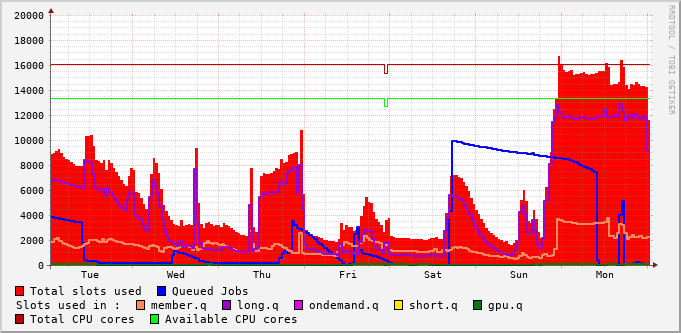 20000
18000
16000
14000
12000
10000
8000
6000
4000
2000
0
Tue Wed Thu Fri Sat Sun Mon
RRDTOOL / TOBI OETIKER
Total slots used Queued Jobs
Slots used in : member.q long.q ondemand.q short.q gpu.q
Total CPU cores Available CPU cores